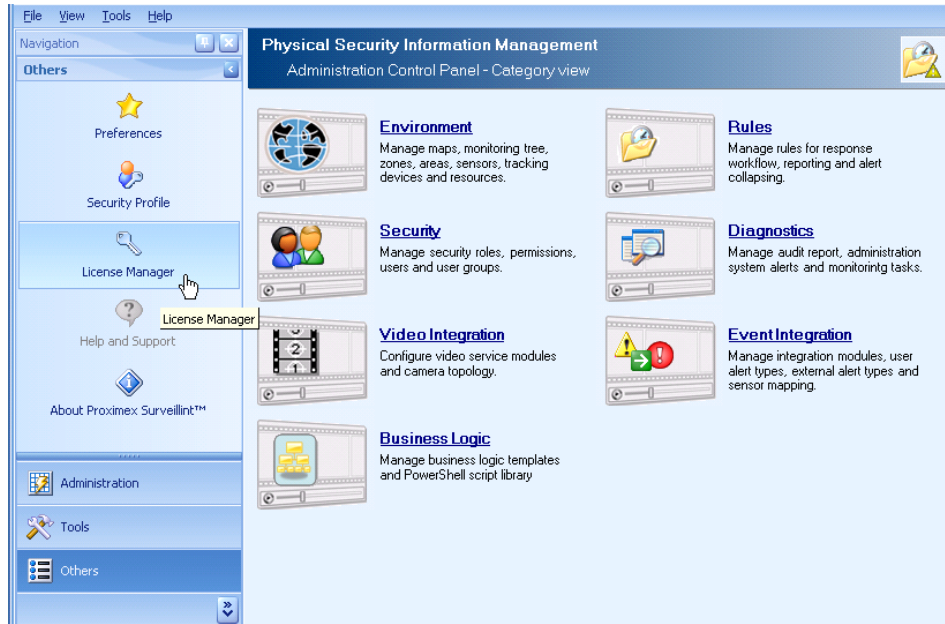 File View Tools Help
Navigation
Others
Preferences
Security Profile
License Manager
License Manager
Help and Support
About Proximex Surveillint™
Administration
Tools
Others
Physical Security Information Management
Administration Control Panel - Category view
Environment
Manage maps, monitoring tree,
zones, areas, sensors, tracking
devices and resources.
Rules
Manage rules for response
workflow, reporting and alert
collapsing.
Security
Manage security roles, permissions,
users and user groups.
Diagnostics
Manage audit report, administration
system alerts and monitorintg tasks.
Video Integration
Configure video service modules
and camera topology.
Event Integration
Manage integration modules, user
alert types, external alert types and
sensor mapping.
Business Logic
Manage business logic templates
and PowerShell script library